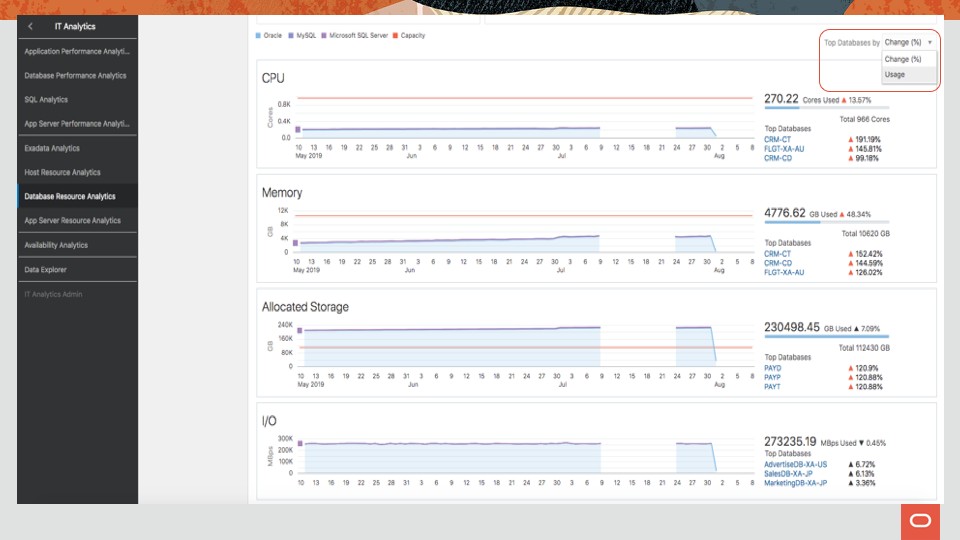 IT Analytics
Application Performance Analyti...
Database Performance Analytics
SQL Analytics
App Server Performance Analyti...
Exadata Analytics
Host Resource Analytics
Database Resource Analytics
App Server Resource Analytics
Availability Analytics
Data Explorer
IT Analytics Admin
Oracle MySQL Microsoft SQL Server Capacity
Top Databases by Change (%)
Change (%)
Usage
CPU
Cores
0.8K
0.4K
0.0
10 13 16 19 22 25 28 31 3 6 9 12 15 18 21 24 27 30 3 6 9 12 15 18 21 24 27 30 2 5 8
May 2019 Jun Jul Aug
270.22 Cores Used ▲ 13.57%
Total 966 Cores
Top Databases
CRM-CT ▲ 191.19%
FLGT-XA-AU ▲ 145.81%
CRM-CD ▲ 99.18%
Memory
GB
12K
8K
4K
0
10 13 16 19 22 25 28 31 3 6 9 12 15 18 21 24 27 30 3 6 9 12 15 18 21 24 27 30 2 5 8
May 2019 Jun Jul Aug
4776.62 GB Used ▲ 48.34%
Total 10620 GB
Top Databases
CRM-CT ▲ 152.42%
CRM-CD ▲ 144.59%
FLGT-XA-AU ▲ 126.02%
Allocated Storage
GB
240K
160K
80K
0
10 13 16 19 22 25 28 31 3 6 9 12 15 18 21 24 27 30 3 6 9 12 15 18 21 24 27 30 2 5 8
May 2019 Jun Jul Aug
230498.45 GB Used ▲ 7.09%
Total 112430 GB
Top Databases
PAYD ▲ 120.9%
PAYP ▲ 120.88%
PAYT ▲ 120.88%
I/O
MBps
300K
200K
100K
0
10 13 16 19 22 25 28 31 3 6 9 12 15 18 21 24 27 30 3 6 9 12 15 18 21 24 27 30 2 5 8
273235.19 MBps Used ▼ 0.45%
Top Databases
AdvertiseDB-XA-US ▲ 6.72%
SalesDB-XA-JP ▲ 6.13%
MarketingDB-XA-JP ▲ 3.36%